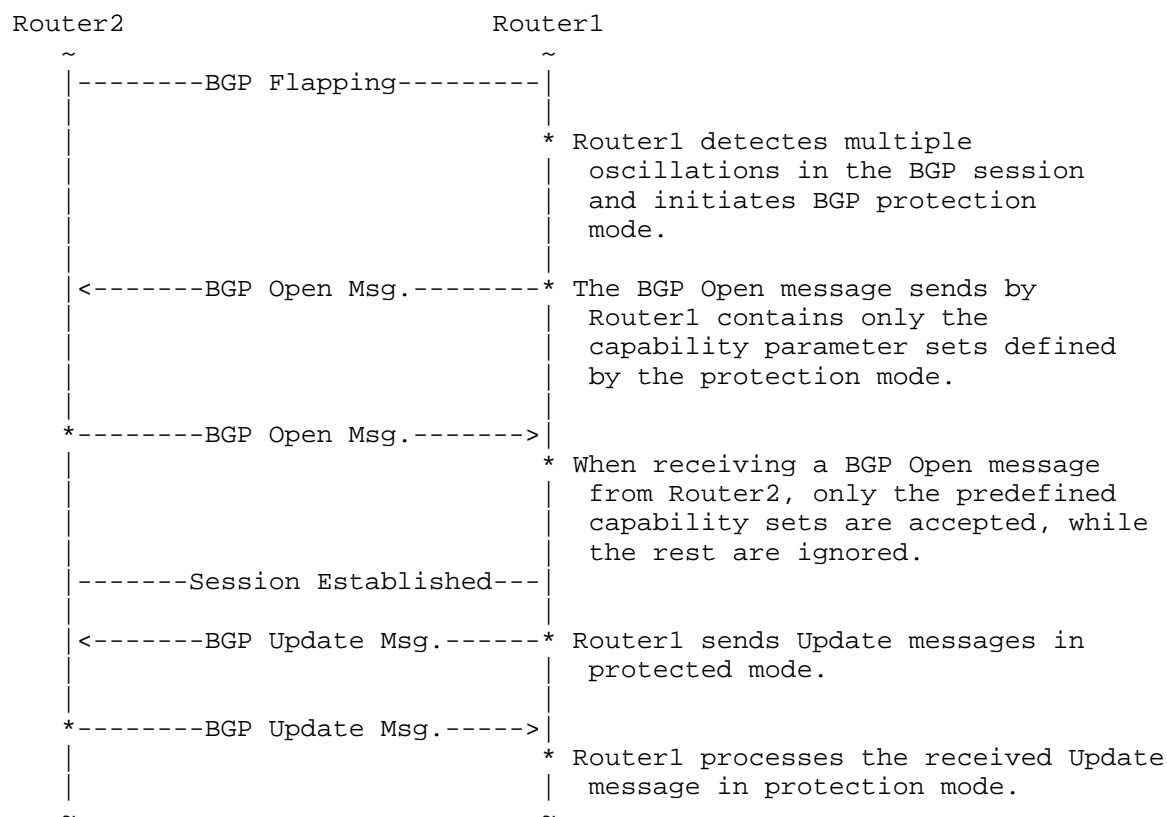 Router2                         Router1
   ~                               ~
   |--------BGP Flapping---------|
   |                               |
   |                               * Router1 detectes multiple
   |                               |  oscillations in the BGP session
   |                               |  and initiates BGP protection
   |                               |  mode.
   |                               |
   |<-------BGP Open Msg.--------* The BGP Open message sends by
   |                               |  Router1 contains only the
   |                               |  capability parameter sets defined
   |                               |  by the protection mode.
   |                               |
   *--------BGP Open Msg.------->|
   |                               * When receiving a BGP Open message
   |                               |  from Router2, only the predefined
   |                               |  capability sets are accepted, while
   |                               |  the rest are ignored.
   |-------Session Established---|
   |                               |
   |<-------BGP Update Msg.------* Router1 sends Update messages in
   |                               |  protected mode.
   |                               |
   *--------BGP Update Msg.----->|
   |                               * Router1 processes the received Update
   |                               |  message in protection mode.
   ~                               ~